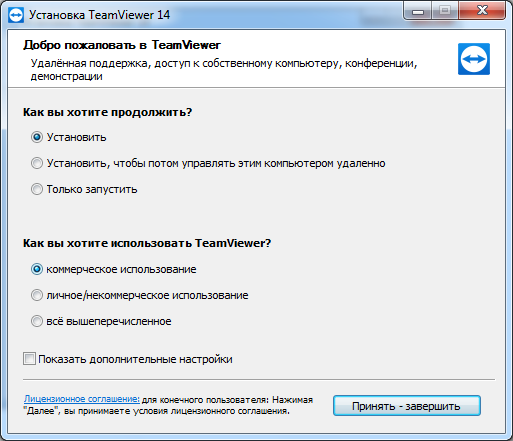 Установка TeamViewer 14
Добро пожаловать в TeamViewer
Удалённая поддержка, доступ к собственному компьютеру, конференции,
демонстрации
Как вы хотите продолжить?
Установить
Установить, чтобы потом управлять этим компьютером удаленно
Только запустить
Как вы хотите использовать TeamViewer?
коммерческое использование
личное/некоммерческое использование
всё вышеперечисленное
Показать дополнительные настройки
Лицензионное соглашение: для конечного пользователя: Нажимая
"Далее", вы принимаете условия лицензионного соглашения.
Принять - завершить